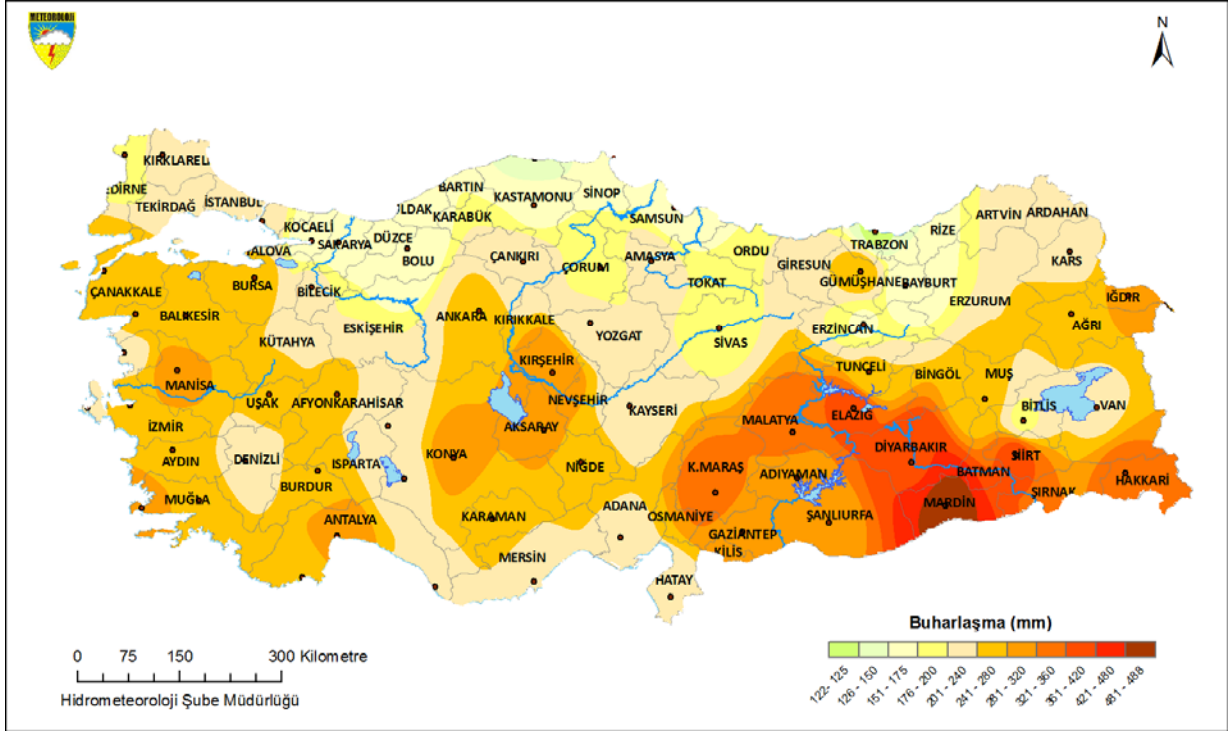 METEOROLOJİ
N
KIRKLARELİ
EDİRNE
TEKİRDAĞ
İSTANBUL
KOCAELİ
YALOVA
SAKARYA
DÜZCE
BOLU
BARTIN
ZONGULDAK
KARABÜK
KASTAMONU
SİNOP
SAMSUN
ÇANKIRI
ÇORUM
AMASYA
TOKAT
ORDU
GİRESUN
TRABZON
RİZE
ARTVİN
ARDAHAN
KARS
GÜMÜŞHANE
BAYBURT
ERZURUM
IĞDIR
AĞRI
ÇANAKKALE
BALIKESİR
BURSA
BİLECİK
KÜTAHYA
ESKİŞEHİR
ANKARA
KIRIKKALE
YOZGAT
SİVAS
ERZİNCAN
TUNÇELİ
BİNGÖL
MUŞ
BİTLİS
VAN
MANİSA
UŞAK
AFYONKARAHİSAR
KIRŞEHİR
NEVŞEHİR
KAYSERİ
MALATYA
ELAZIĞ
DİYARBAKIR
BATMAN
SİİRT
ŞIRNAK
HAKKARİ
İZMİR
AYDIN
DENİZLİ
ISPARTA
BURDUR
KONYA
AKSARAY
NİĞDE
K.MARAŞ
ADIYAMAN
MARDİN
MUĞLA
ANTALYA
KARAMAN
MERSİN
ADANA
OSMANİYE
GAZİANTEP
KİLİS
ŞANLIURFA
HATAY
Buharlaşma (mm)
122- 125
126 - 150
151 - 175
176 - 200
201 - 240
241 - 280
281 - 320
321 - 360
361 - 420
421 - 480
481 - 488
0 75 150 300 Kilometre
Hidrometeoroloji Şube Müdürlüğü